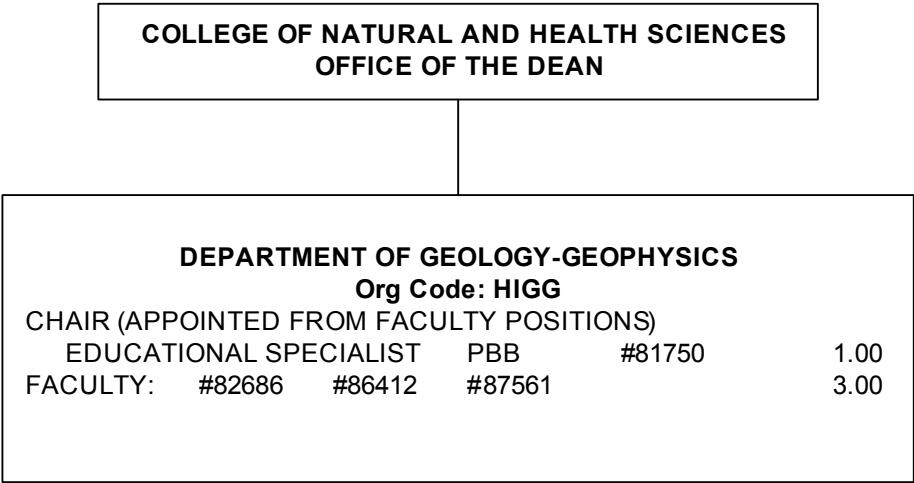 COLLEGE OF NATURAL AND HEALTH SCIENCES
OFFICE OF THE DEAN
DEPARTMENT OF GEOLOGY-GEOPHYSICS
Org Code: HIGG
CHAIR (APPOINTED FROM FACULTY POSITIONS)
EDUCATIONAL SPECIALIST PBB #81750 1.00
FACULTY: #82686 #86412 #87561 3.00